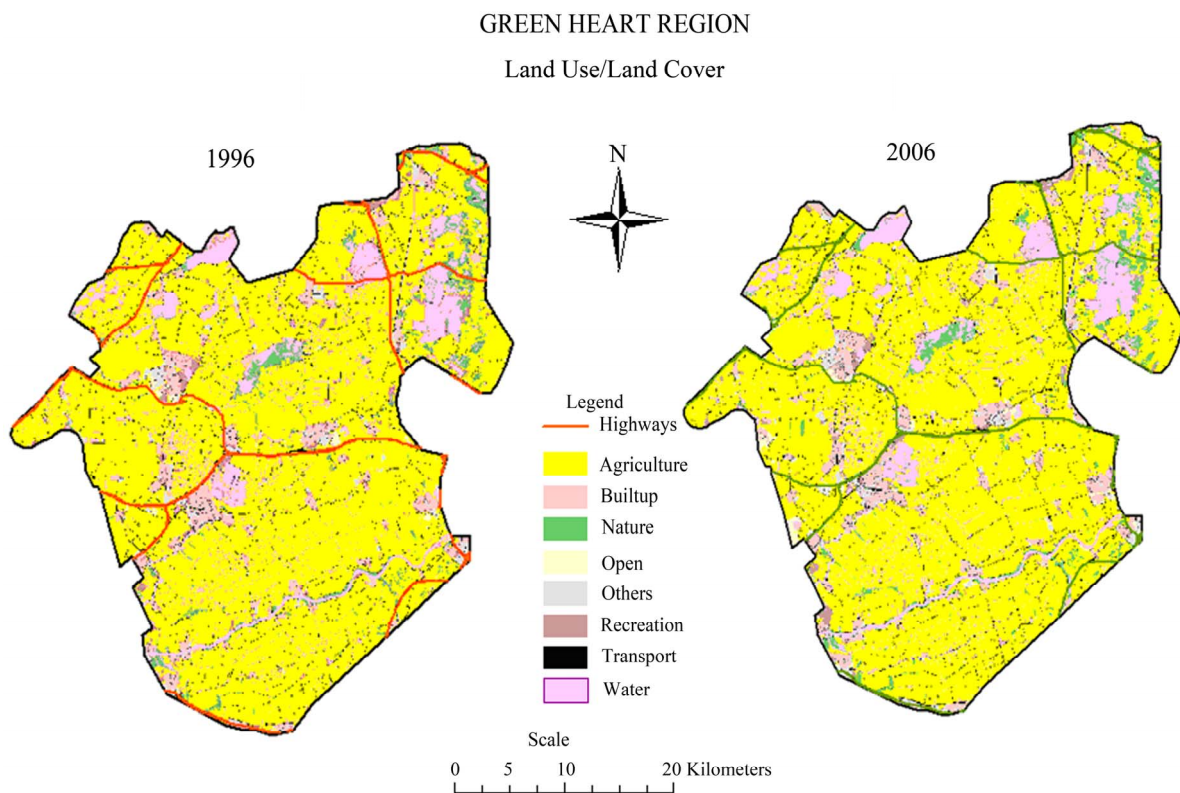 GREEN HEART REGION
Land Use/Land Cover
1996
N
2006
Legend
Highways
Agriculture
Builtup
Nature
Open
Others
Recreation
Transport
Water
Scale
0 5 10 20 Kilometers